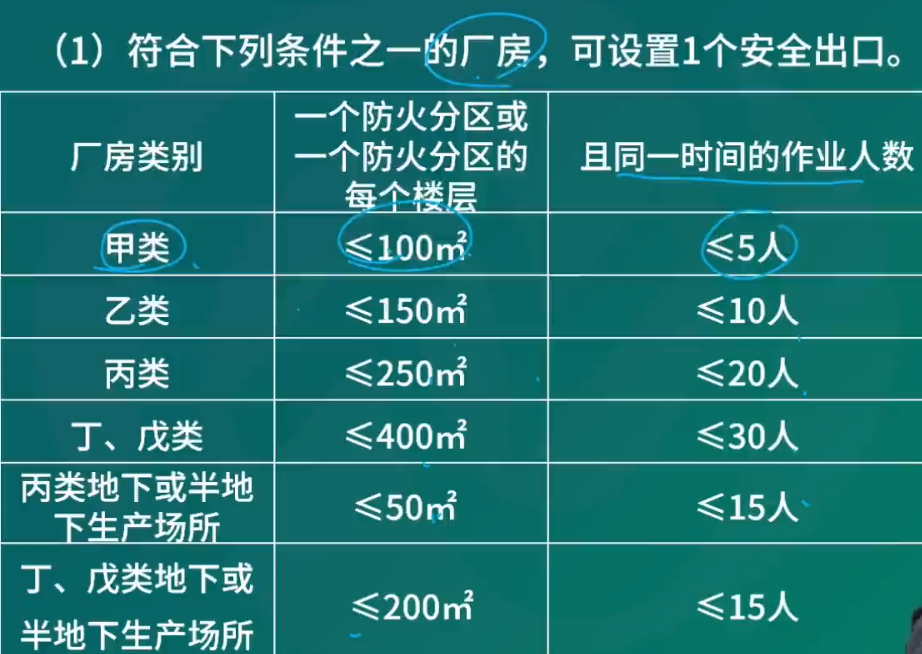 （1）符合下列条件之一的厂房，可设置1个安全出口。
厂房类别
一个防火分区或
一个防火分区的
每个楼层
且同一时间的作业人数
甲类
≤100㎡
≤5人
乙类
≤150㎡
≤10人
丙类
≤250㎡
≤20人
丁、戊类
≤400㎡
≤30人
丙类地下或半地
下生产场所
≤50㎡
≤15人
丁、戊类地下或
半地下生产场所
≤200㎡
≤15人